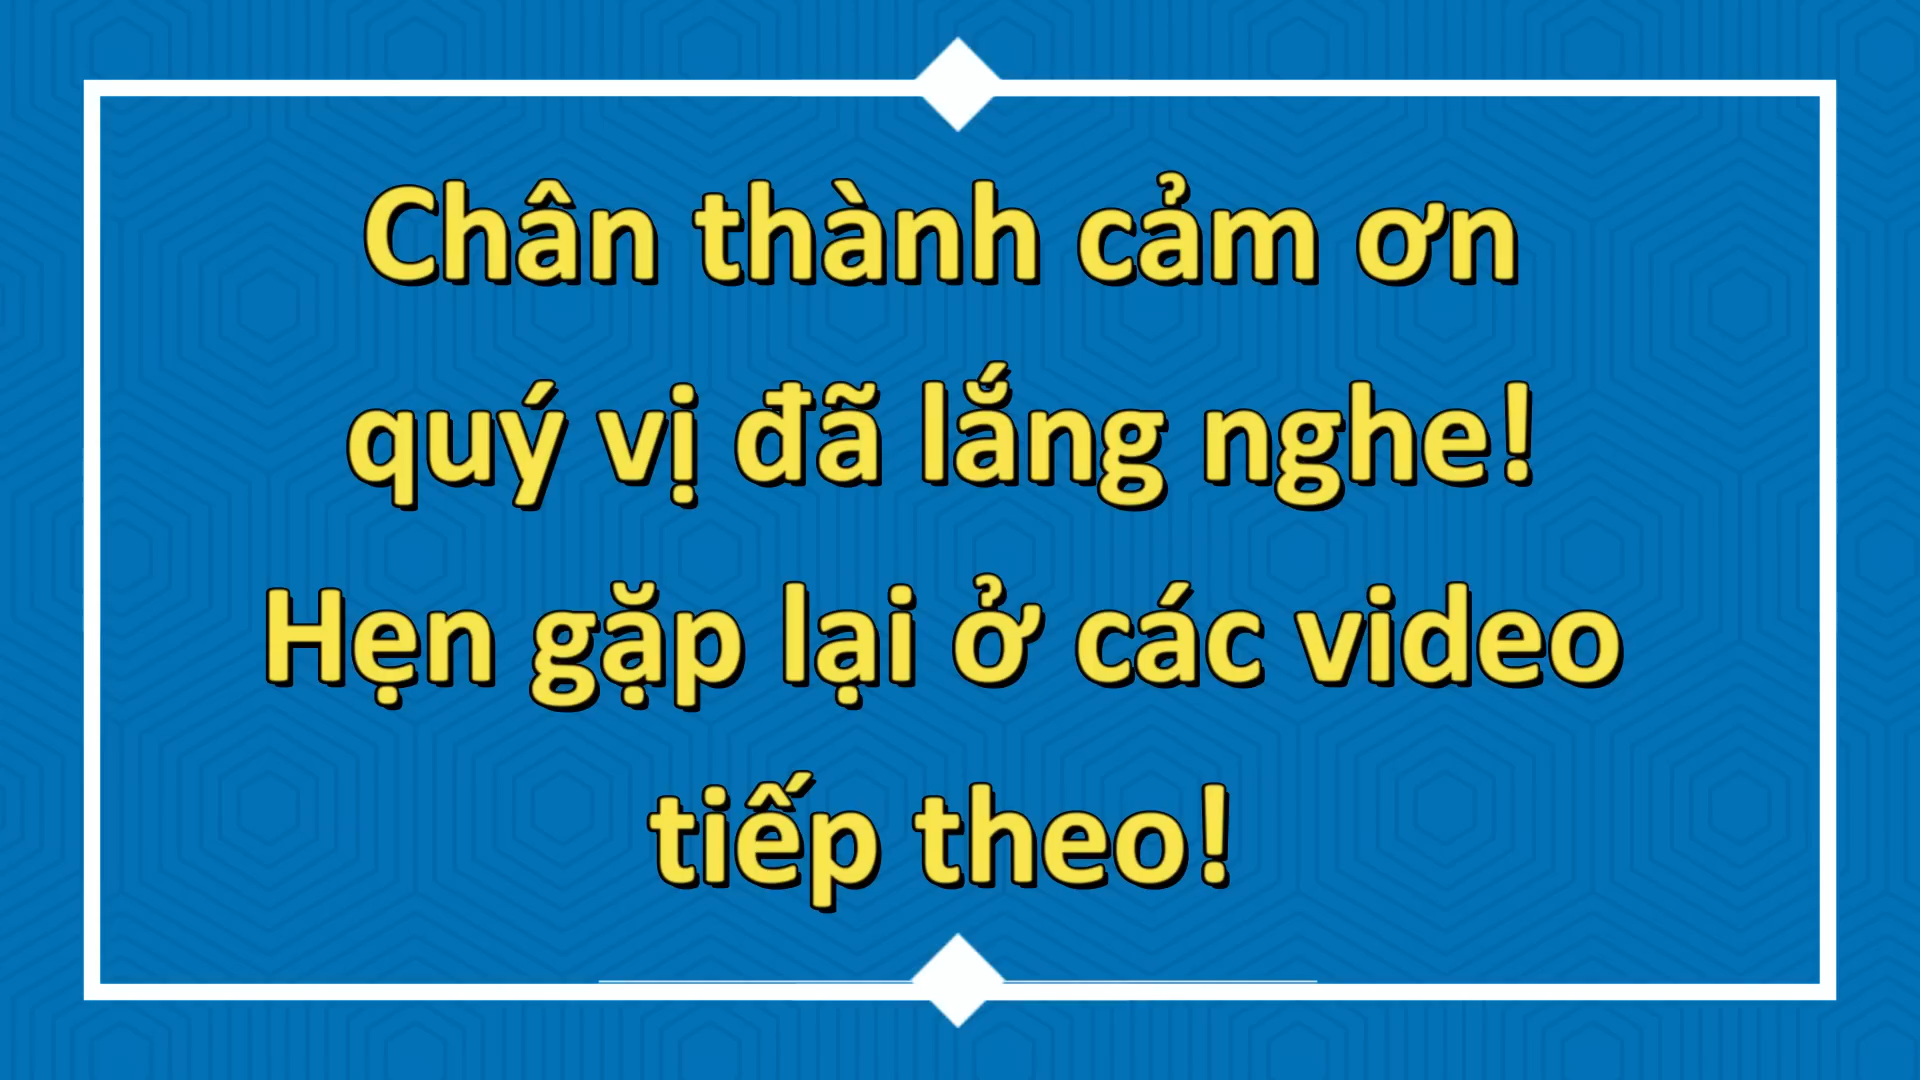 Chân thành cảm ơn
quý vị đã lắng nghe!
Hẹn gặp lại ở các video
tiếp theo!